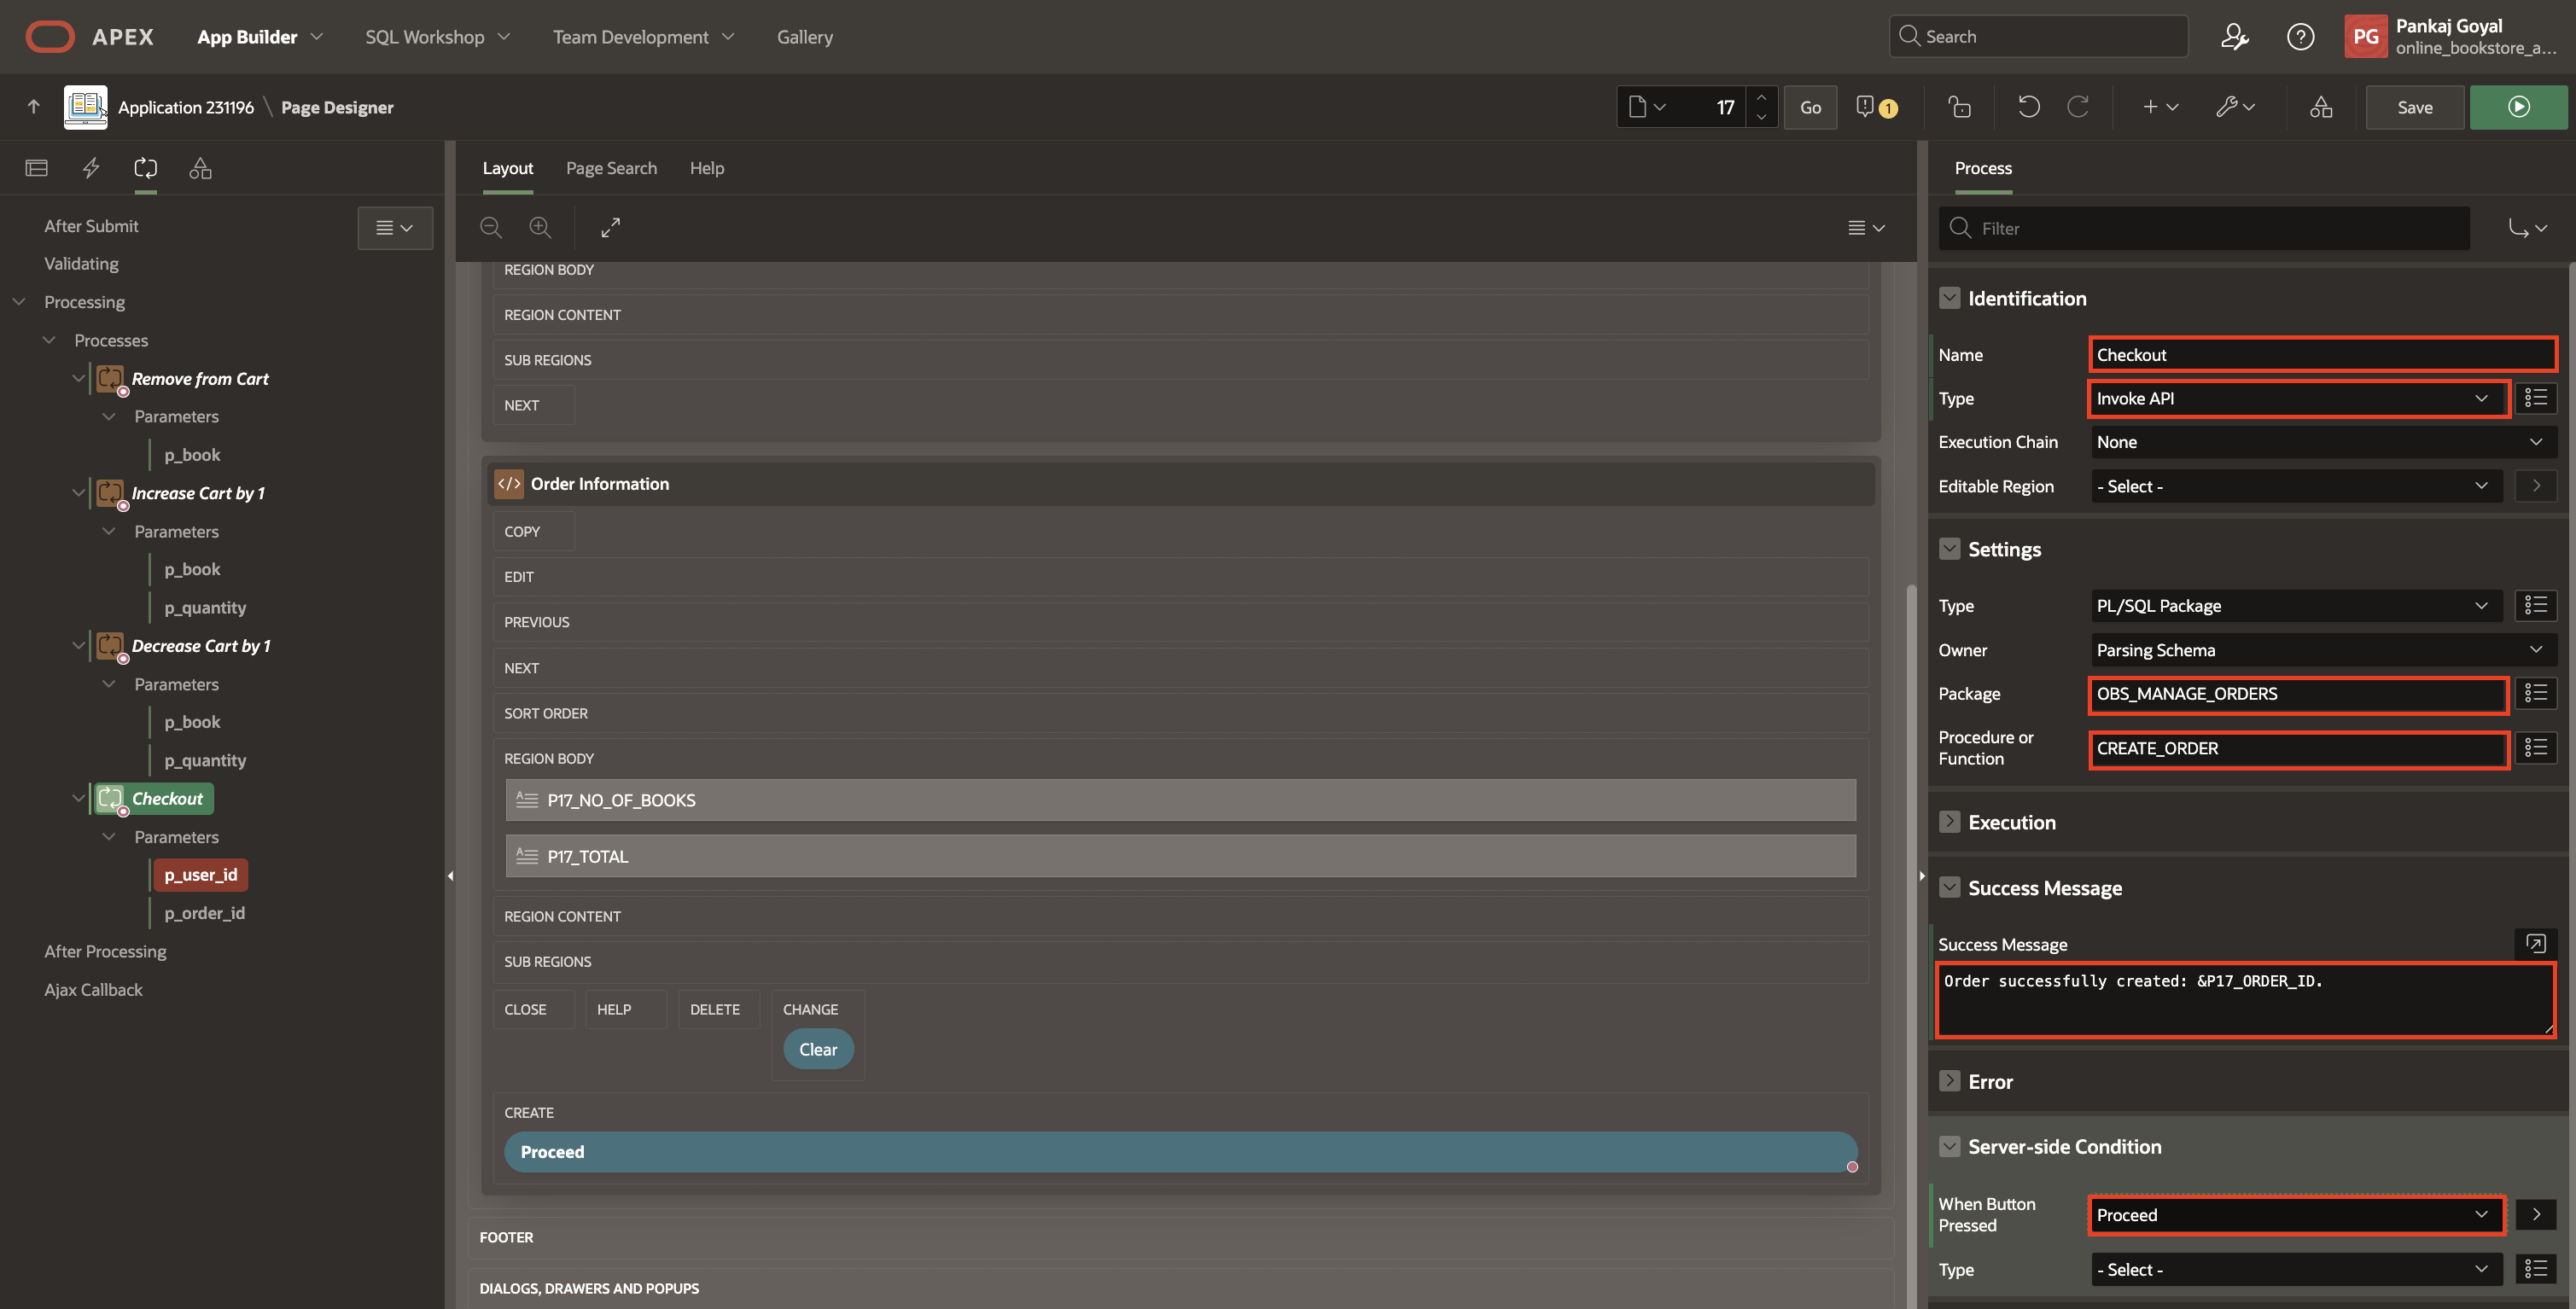 APEX
App Builder
SQL Workshop
Team Development
Gallery
Search
PG
Pankaj Goyal
online_bookstore_a...
Application 231196 \ Page Designer
17
Go
1
Save
After Submit
Validating
Processing
Processes
Remove from Cart
Parameters
p_book
Increase Cart by 1
Parameters
p_book
p_quantity
Decrease Cart by 1
Parameters
p_book
p_quantity
Checkout
Parameters
p_user_id
p_order_id
After Processing
Ajax Callback
Layout
Page Search
Help
REGION BODY
REGION CONTENT
SUB REGIONS
NEXT
</> Order Information
COPY
EDIT
PREVIOUS
NEXT
SORT ORDER
REGION BODY
P17_NO_OF_BOOKS
P17_TOTAL
REGION CONTENT
SUB REGIONS
CLOSE
HELP
DELETE
CHANGE
Clear
CREATE
Proceed
FOOTER
DIALOGS, DRAWERS AND POPUPS
Process
Filter
Identification
Name
Checkout
Type
Invoke API
Execution Chain
None
Editable Region
- Select -
Settings
Type
PL/SQL Package
Owner
Parsing Schema
Package
OBS_MANAGE_ORDERS
Procedure or
Function
CREATE_ORDER
Execution
Success Message
Success Message
Order successfully created: &P17_ORDER_ID.
Error
Server-side Condition
When Button
Pressed
Proceed
Type
- Select -